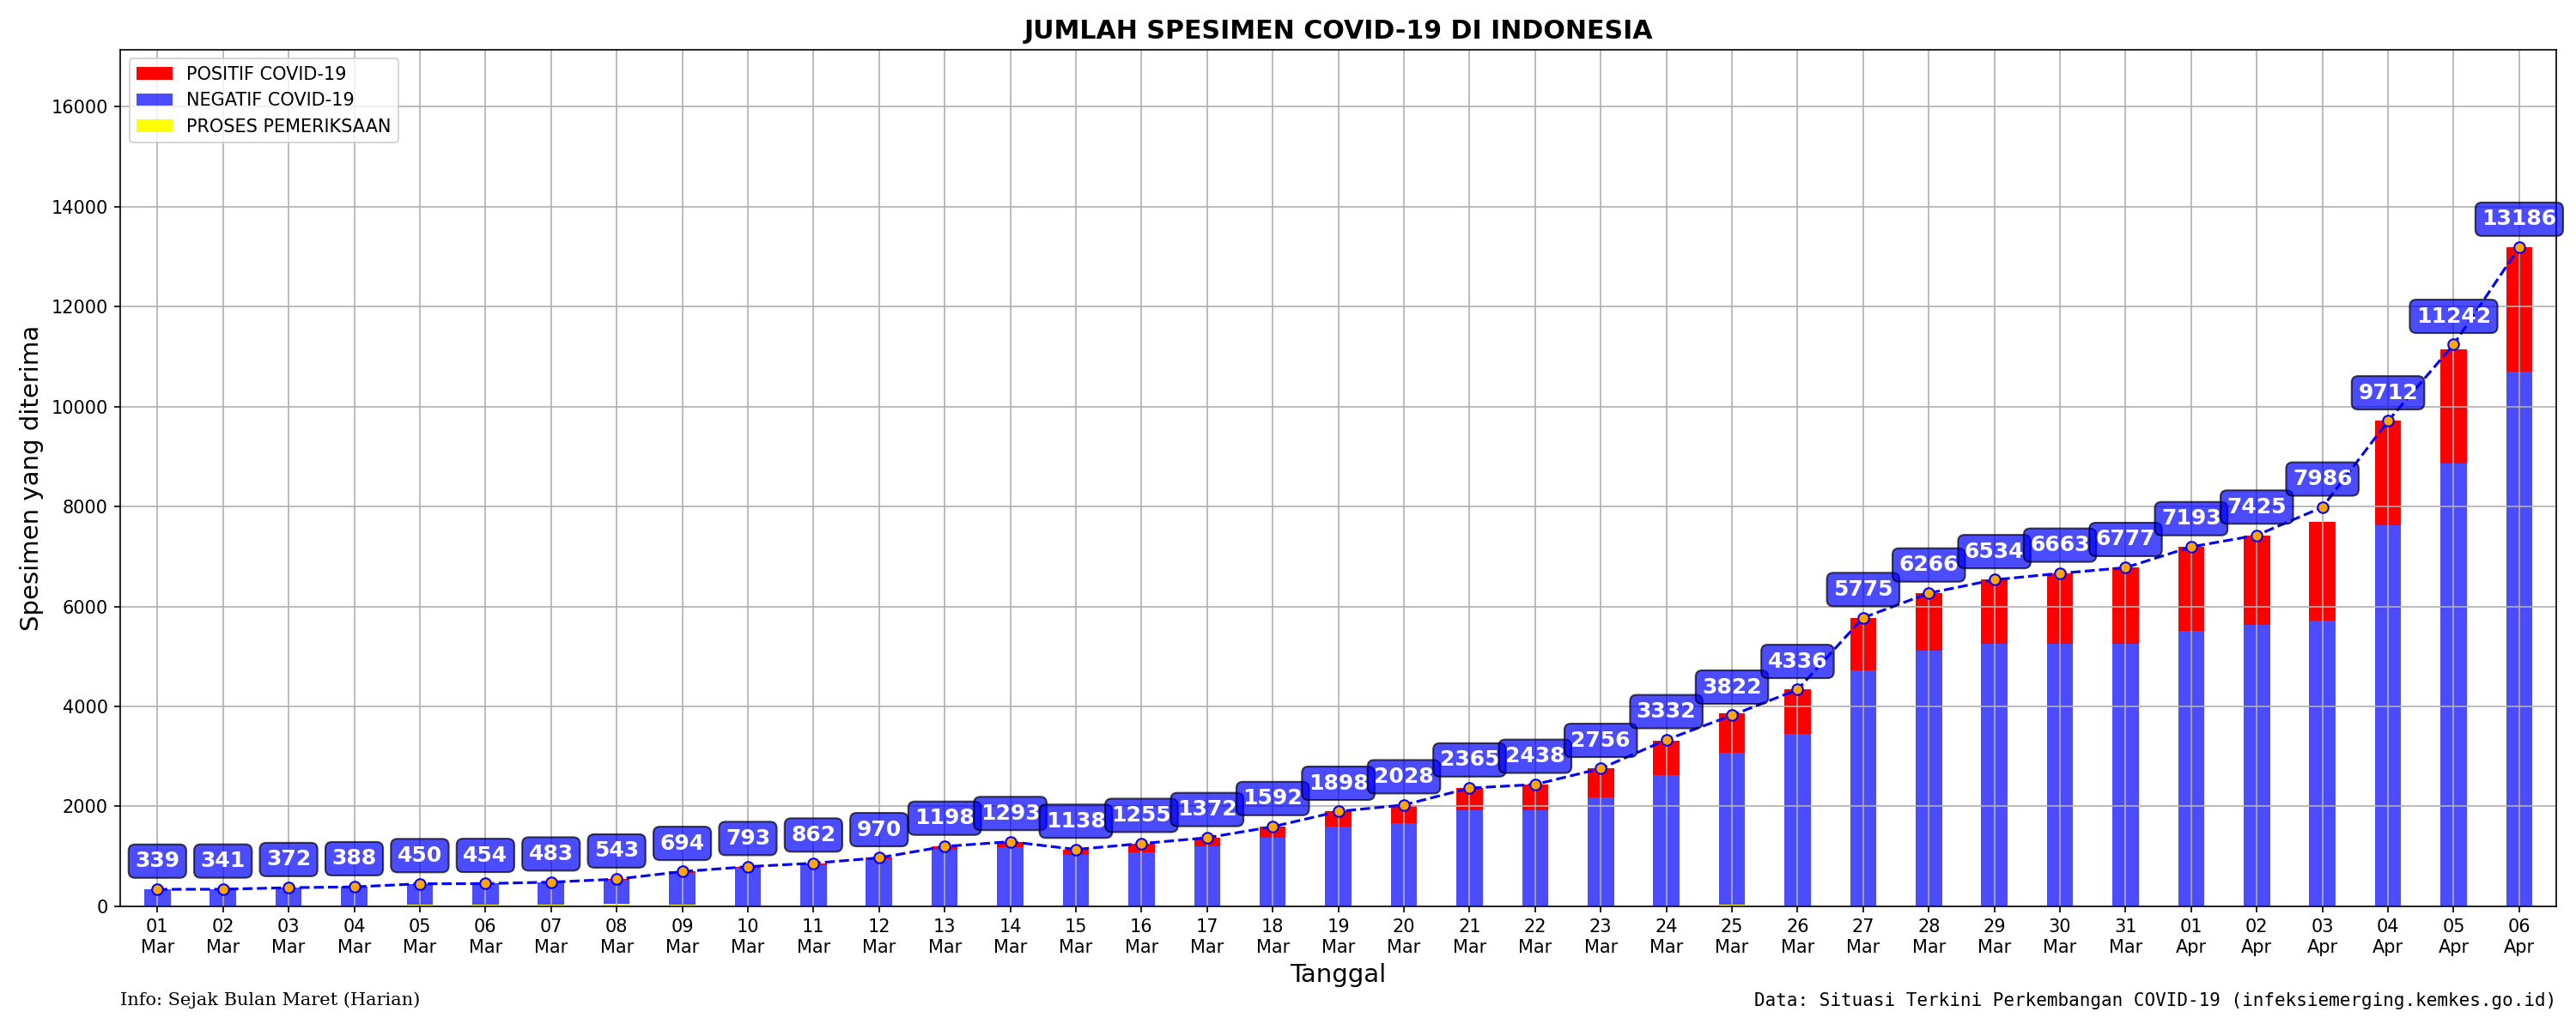 JUMLAH SPESIMEN COVID-19 DI INDONESIA
POSITIF COVID-19
NEGATIF COVID-19
PROSES PEMERIKSAAN
Spesimen yang diterima
16000
14000
12000
10000
8000
6000
4000
2000
0
339 341 372 388 450 454 483 543 694 793 862 970 1198 1293 1138 1255 1372 1592 1898 2028 2365 2438 2756 3332 3822 4336 5775 6266 6534 6663 6777 7193 7425 7986 9712 11242 13186
01 02 03 04 05 06 07 08 09 10 11 12 13 14 15 16 17 18 19 20 21 22 23 24 25 26 27 28 29 30 31 01 02 03 04 05 06
Mar Mar Mar Mar Mar Mar Mar Mar Mar Mar Mar Mar Mar Mar Mar Mar Mar Mar Mar Mar Mar Mar Mar Mar Mar Mar Mar Mar Mar Mar Mar Apr Apr Apr Apr Apr Apr
Tanggal
Info: Sejak Bulan Maret (Harian)
Data: Situasi Terkini Perkembangan COVID-19 (infeksiemerging.kemkes.go.id)